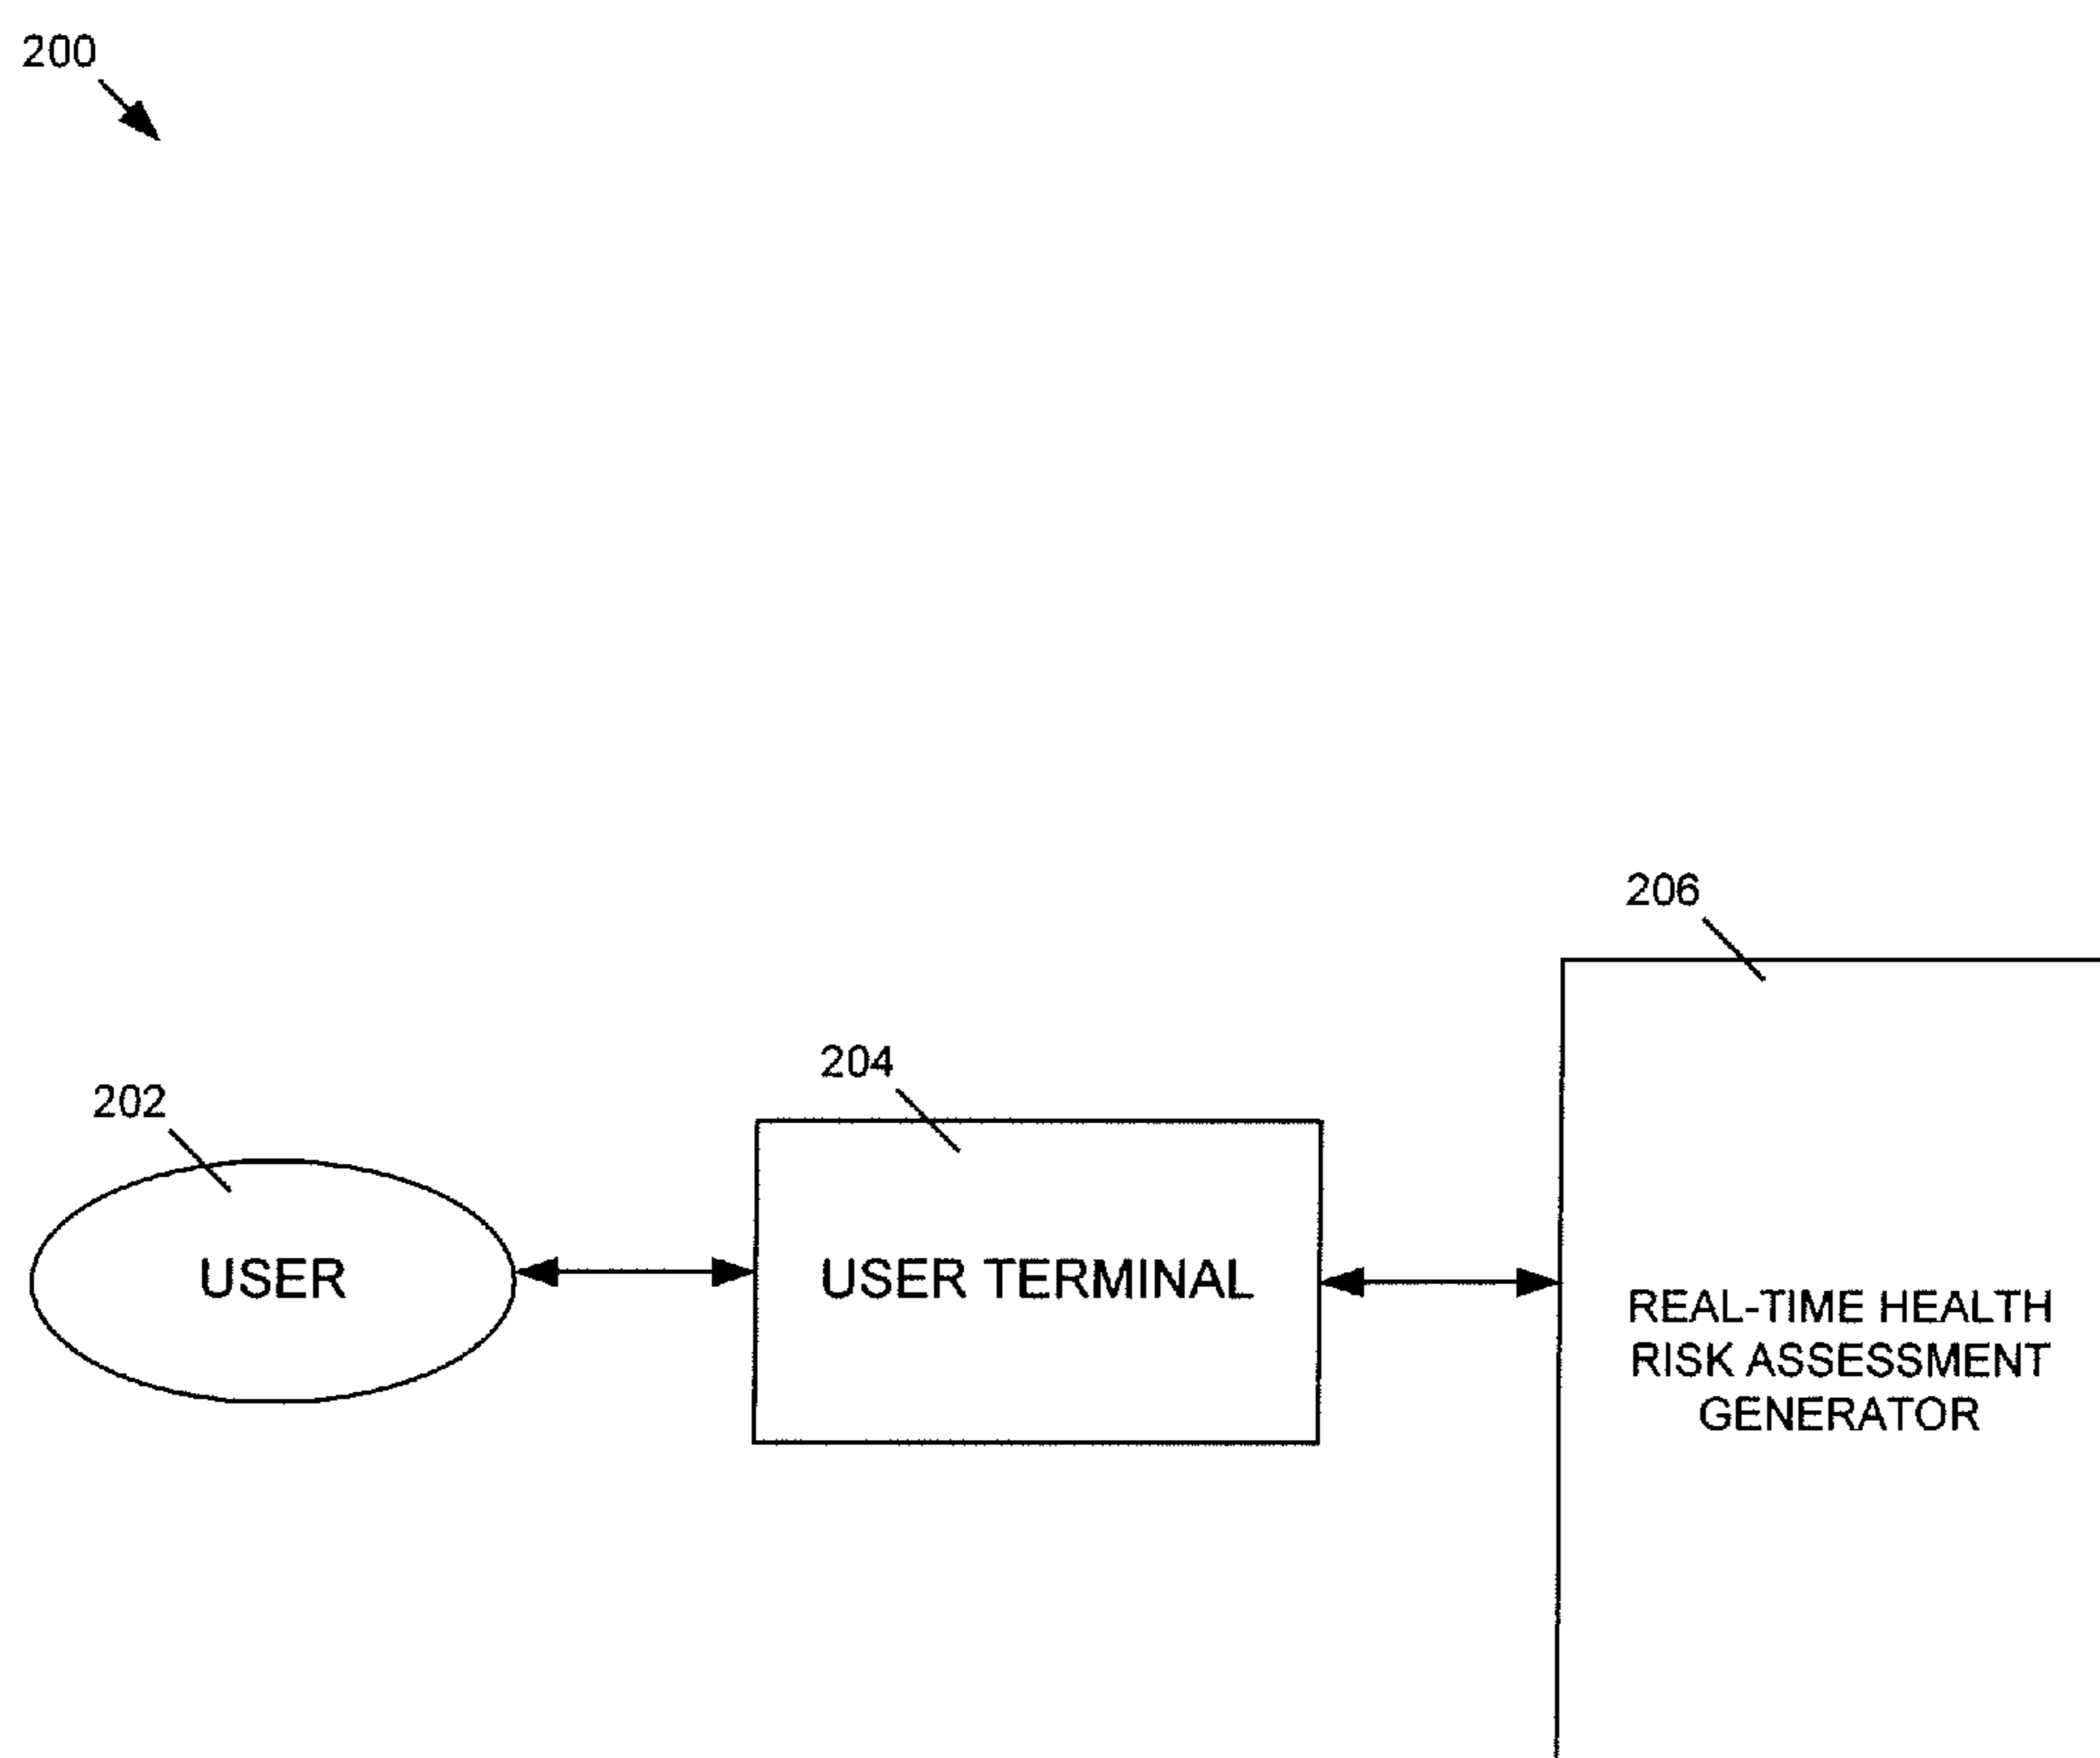 200
206
204
202
USER
USER TERMINAL
REAL-TIME HEALTH
RISK ASSESSMENT
GENERATOR